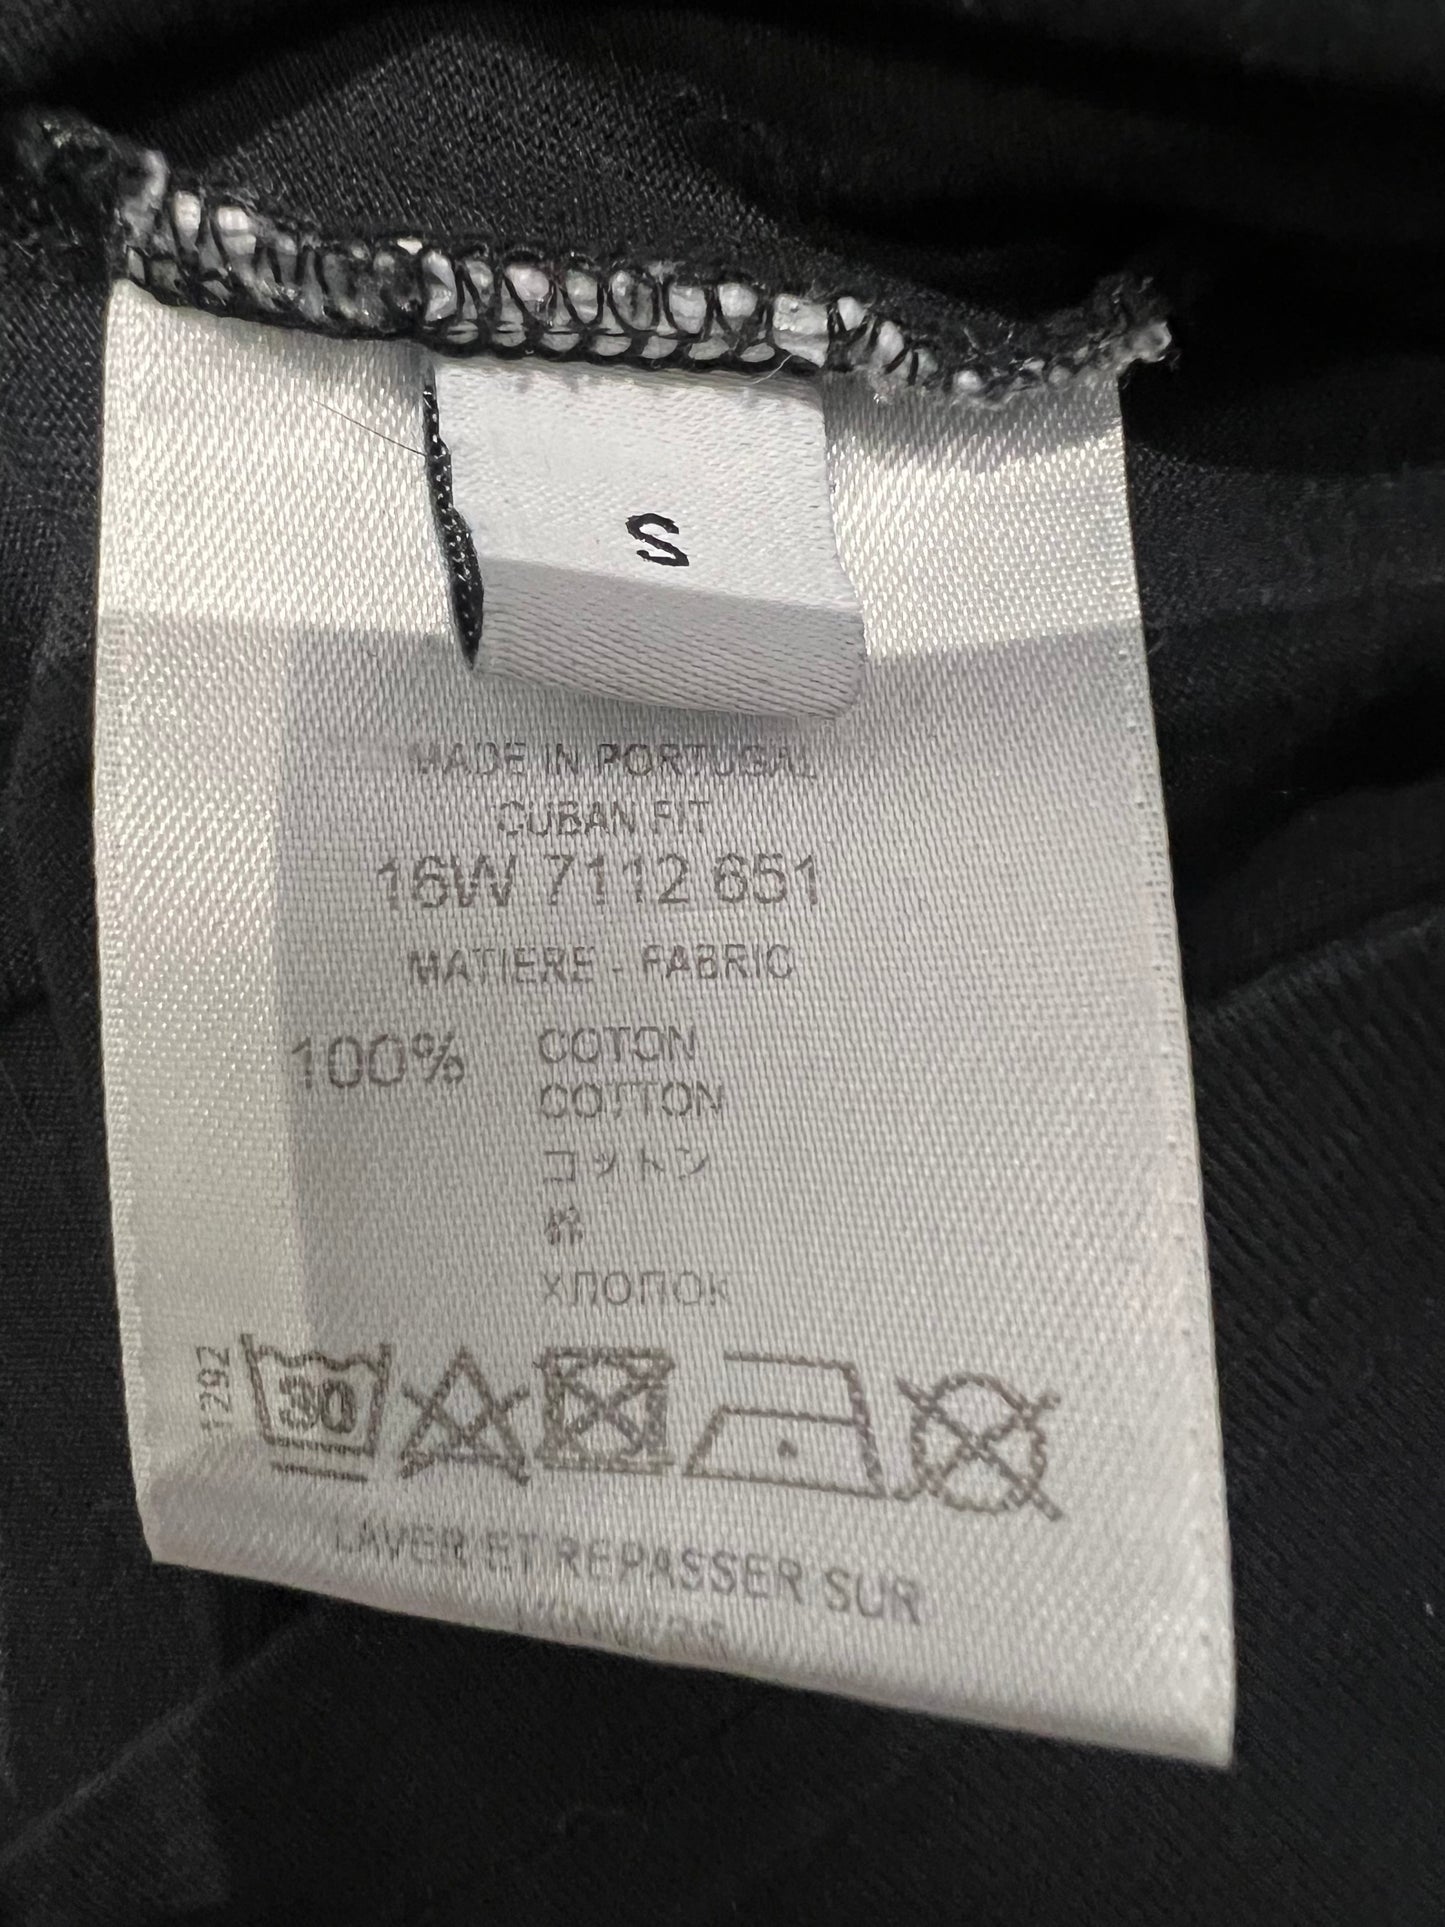 S
MADE IN PORTUGAL
CUBAN FIT
16W 7112 651
MATIERE - FABRIC
100% COTON
COTTON
コットン
綿
ХЛОПОК
1292
30
LAVER ET REPASSER SUR